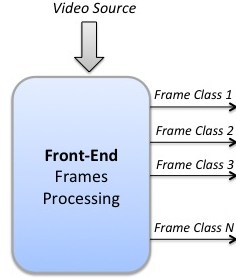 Video Source
Frame Class 1
Frame Class 2
Frame Class 3
Frame Class N
Front-End
Frames
Processing